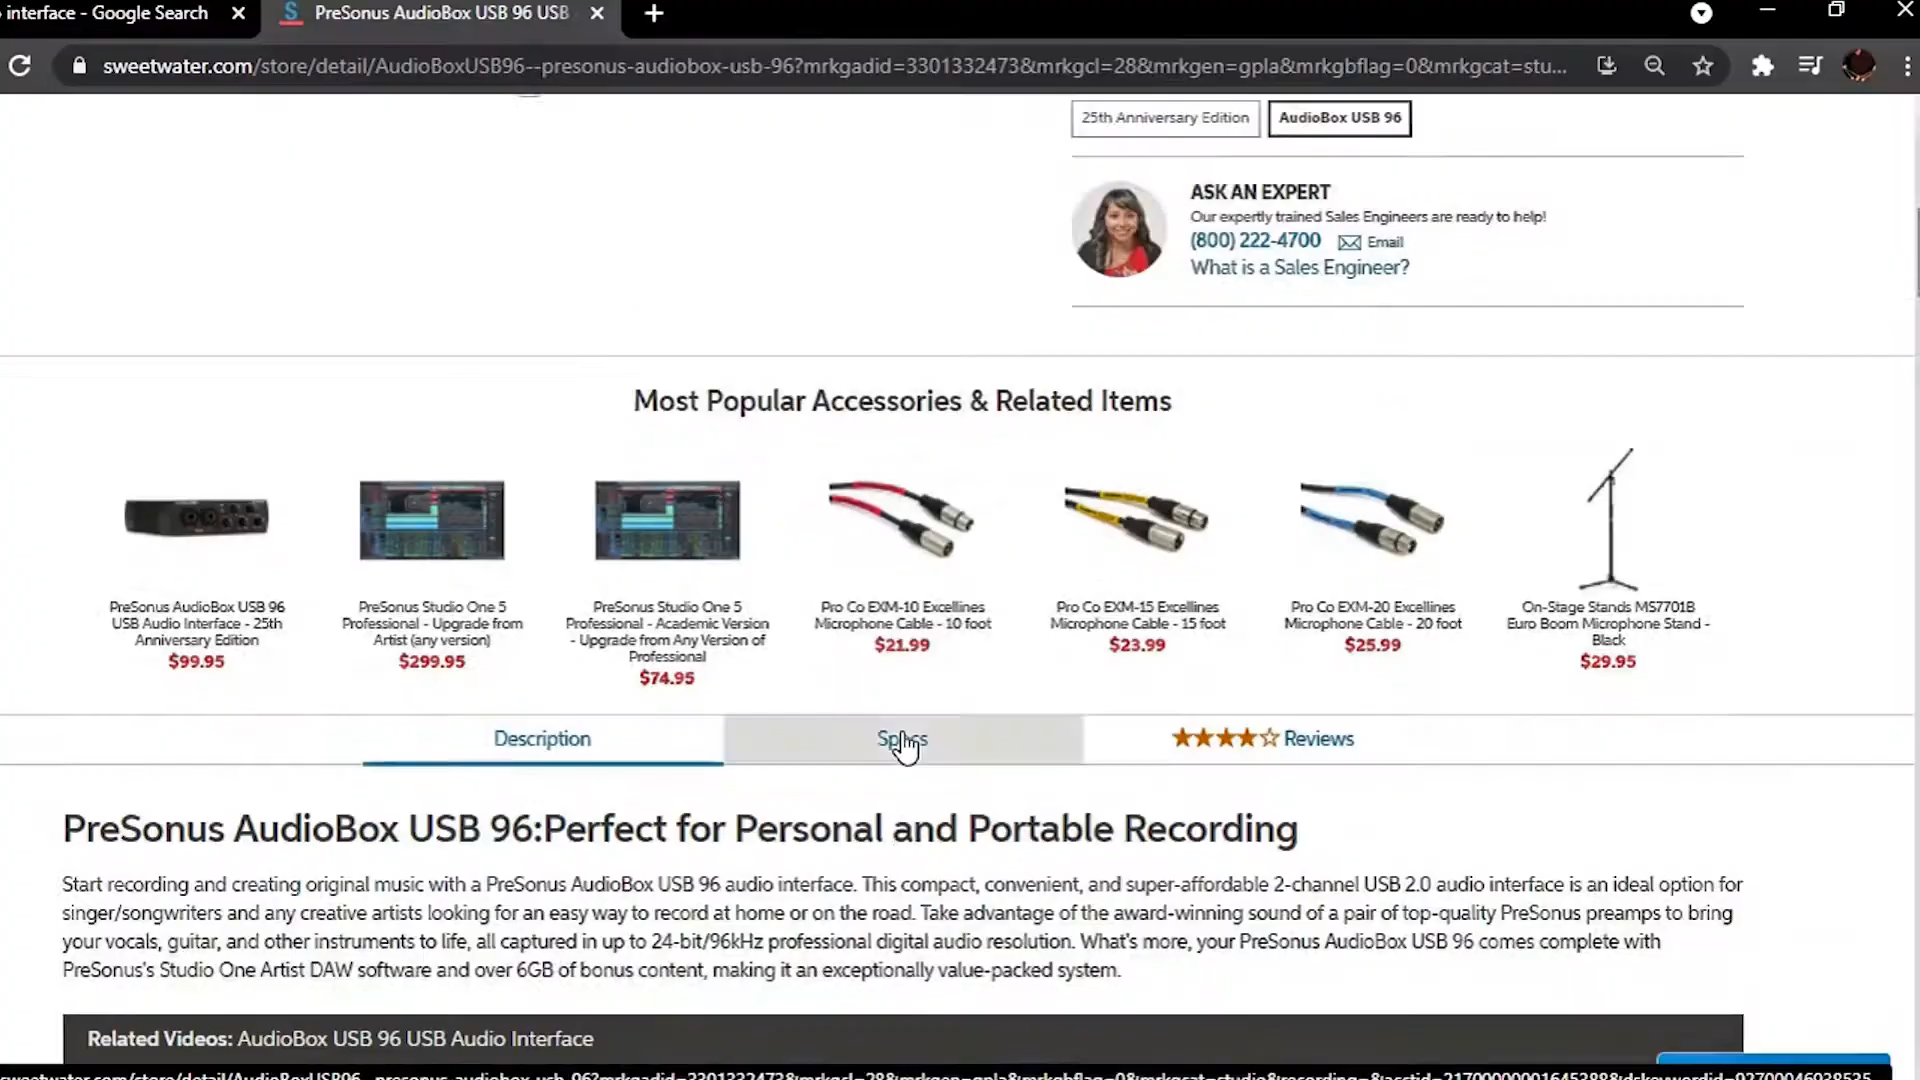 interface - Google Search
PreSonus AudioBox USB 96 USB
sweetwater.com/store/detail/AudioBoxUSB96--presonus-audiobox-usb-96?mrkgadid=3301332473&mrkgcl=28&mrkgen=gpla&mrkgbflag=0&mrkgcat=stu...
25th Anniversary Edition
AudioBox USB 96
ASK AN EXPERT
Our expertly trained Sales Engineers are ready to help!
(800) 222-4700
Email
What is a Sales Engineer?
Most Popular Accessories & Related Items
PreSonus AudioBox USB 96
USB Audio Interface - 25th
Anniversary Edition
$99.95
PreSonus Studio One 5
Professional - Upgrade from
Artist (any version)
$299.95
PreSonus Studio One 5
Professional - Academic Version
- Upgrade from Any Version of
Professional
$74.95
Pro Co EXM-10 Excellines
Microphone Cable - 10 foot
$21.99
Pro Co EXM-15 Excellines
Microphone Cable - 15 foot
$23.99
Pro Co EXM-20 Excellines
Microphone Cable - 20 foot
$25.99
On-Stage Stands MS7701B
Euro Boom Microphone Stand -
Black
$29.95
Description
Specs
Reviews
PreSonus AudioBox USB 96:Perfect for Personal and Portable Recording
Start recording and creating original music with a PreSonus AudioBox USB 96 audio interface. This compact, convenient, and super-affordable 2-channel USB 2.0 audio interface is an ideal option for
singer/songwriters and any creative artists looking for an easy way to record at home or on the road. Take advantage of the award-winning sound of a pair of top-quality PreSonus preamps to bring
your vocals, guitar, and other instruments to life, all captured in up to 24-bit/96kHz professional digital audio resolution. What's more, your PreSonus AudioBox USB 96 comes complete with
PreSonus's Studio One Artist DAW software and over 6GB of bonus content, making it an exceptionally value-packed system.
Related Videos: AudioBox USB 96 USB Audio Interface